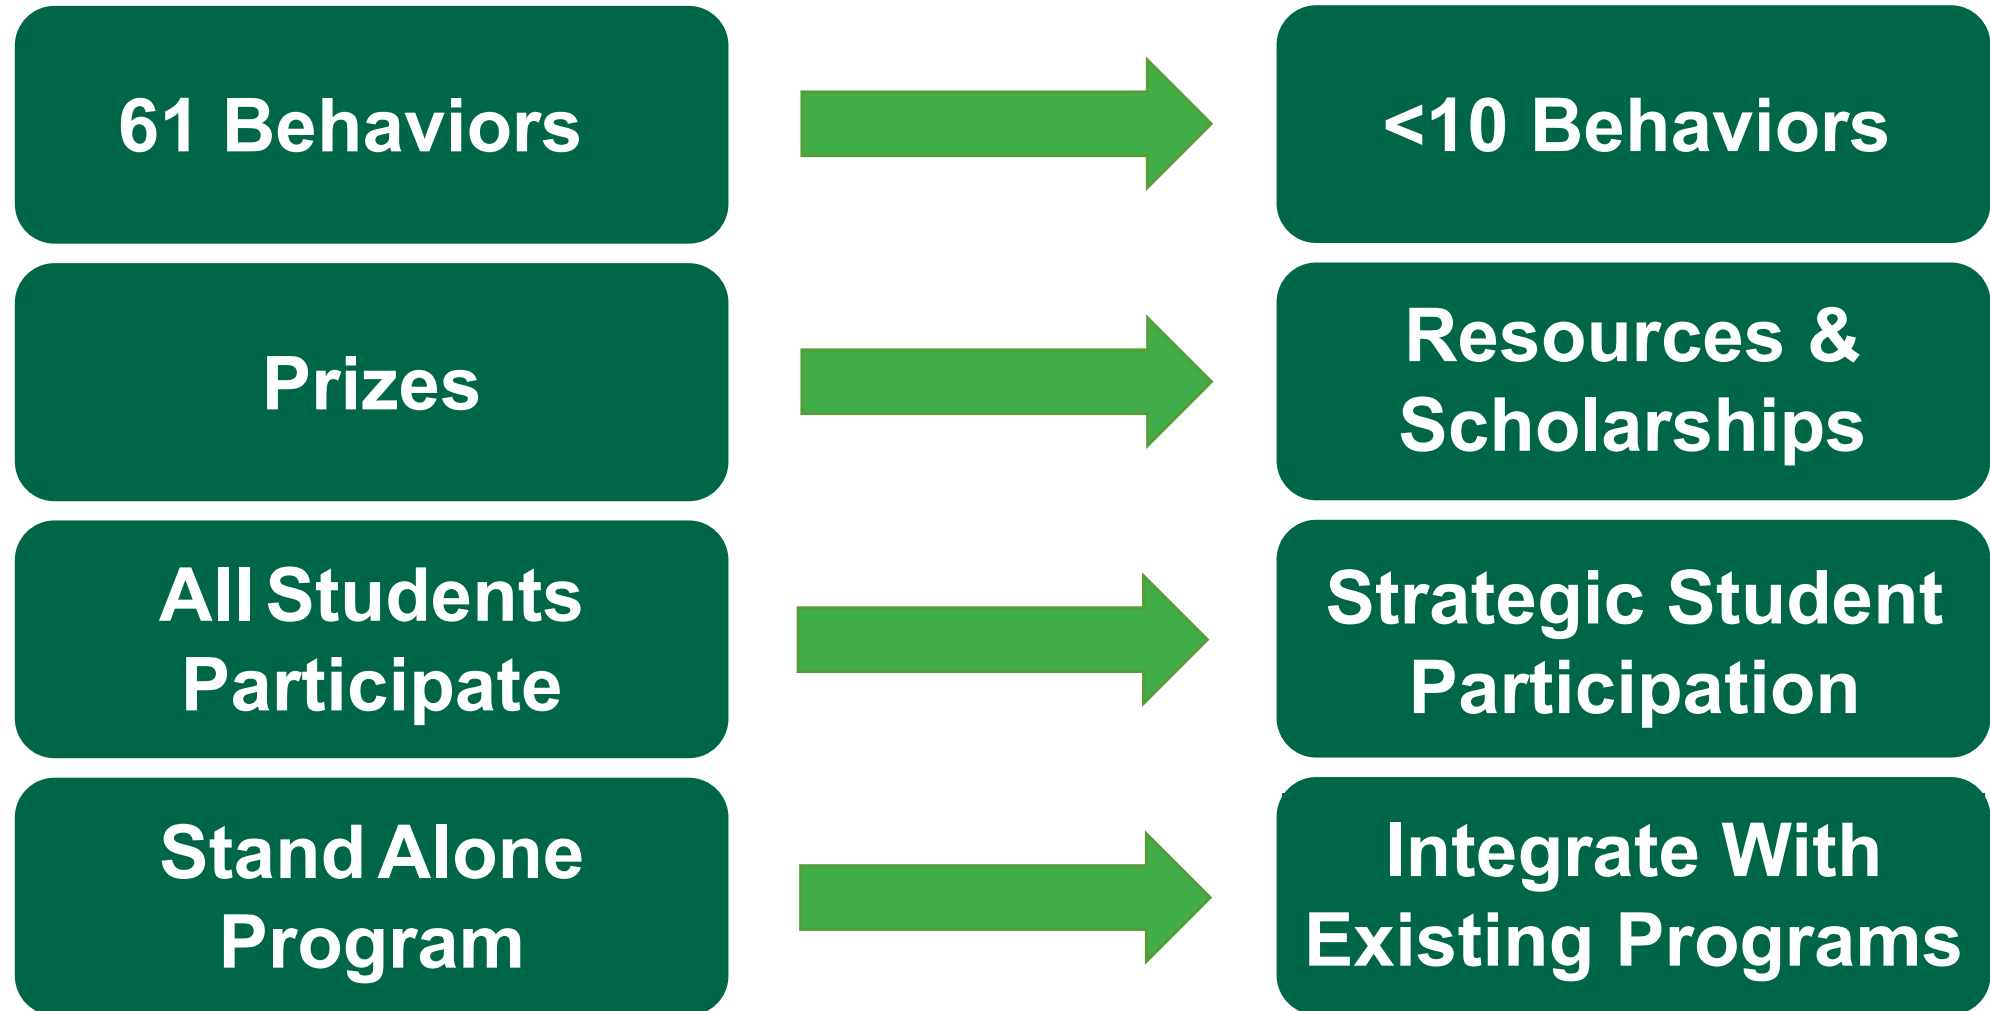 61 Behaviors
<10 Behaviors
Prizes
Resources &
Scholarships
All Students
Participate
Strategic Student
Participation
Stand Alone
Program
Integrate With
Existing Programs